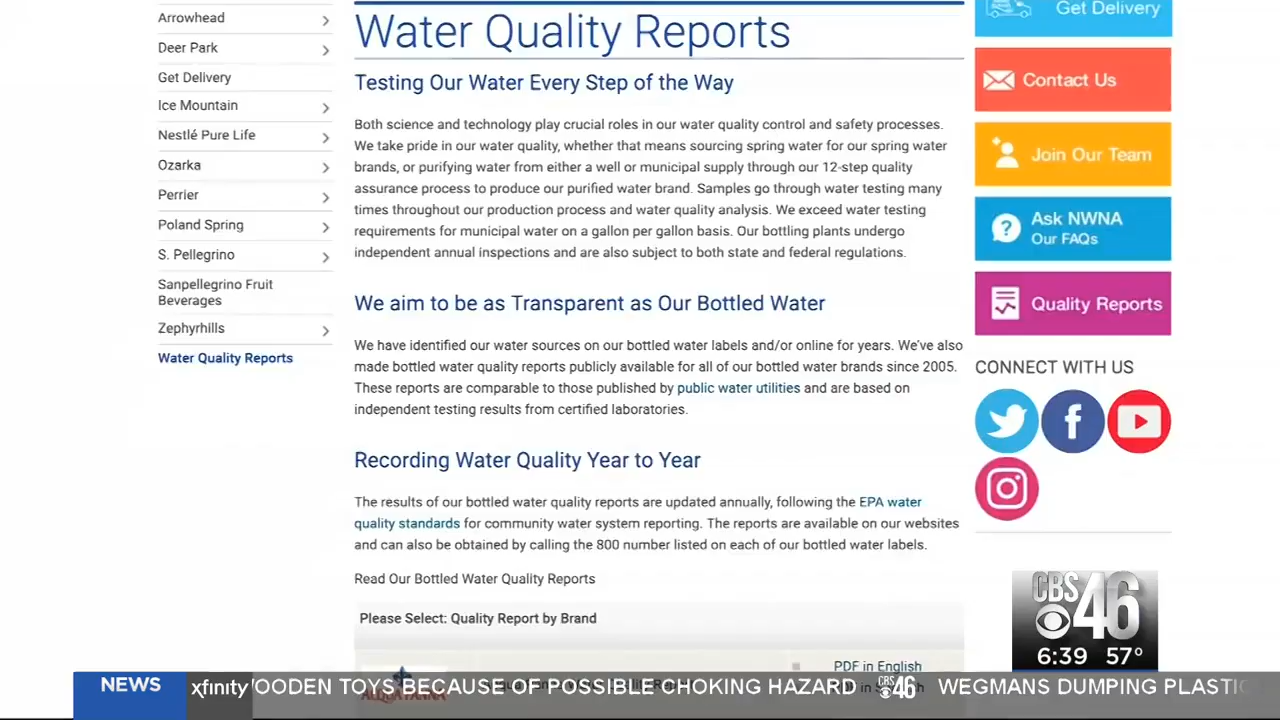 Arrowhead
Deer Park
Get Delivery
Ice Mountain
Nestlé Pure Life
Ozarka
Perrier
Poland Spring
S. Pellegrino
Sanpellegrino Fruit
Beverages
Zephyrhills
Water Quality Reports
Water Quality Reports
Testing Our Water Every Step of the Way
Both science and technology play crucial roles in our water quality control and safety processes.
We take pride in our water quality, whether that means sourcing spring water for our spring water
brands, or purifying water from either a well or municipal supply through our 12-step quality
assurance process to produce our purified water brand. Samples go through water testing many
times throughout our production process and water quality analysis. We exceed water testing
requirements for municipal water on a gallon per gallon basis. Our bottling plants undergo
independent annual inspections and are also subject to both state and federal regulations.
We aim to be as Transparent as Our Bottled Water
We have identified our water sources on our bottled water labels and/or online for years. We've also
made bottled water quality reports publicly available for all of our bottled water brands since 2005.
These reports are comparable to those published by public water utilities and are based on
independent testing results from certified laboratories.
Recording Water Quality Year to Year
The results of our bottled water quality reports are updated annually, following the EPA water
quality standards for community water system reporting. The reports are available on our websites
and can also be obtained by calling the 800 number listed on each of our bottled water labels.
Read Our Bottled Water Quality Reports
Please Select: Quality Report by Brand
PDF in English
Get Delivery
Contact Us
Join Our Team
Ask NWNA
Our FAQs
Quality Reports
CONNECT WITH US
CBS 46
6:39 57°
NEWS
xfinity OODEN TOYS BECAUSE OF POSSIBLE CHOKING HAZARD CBS 46 WEGMANS DUMPING PLASTIC